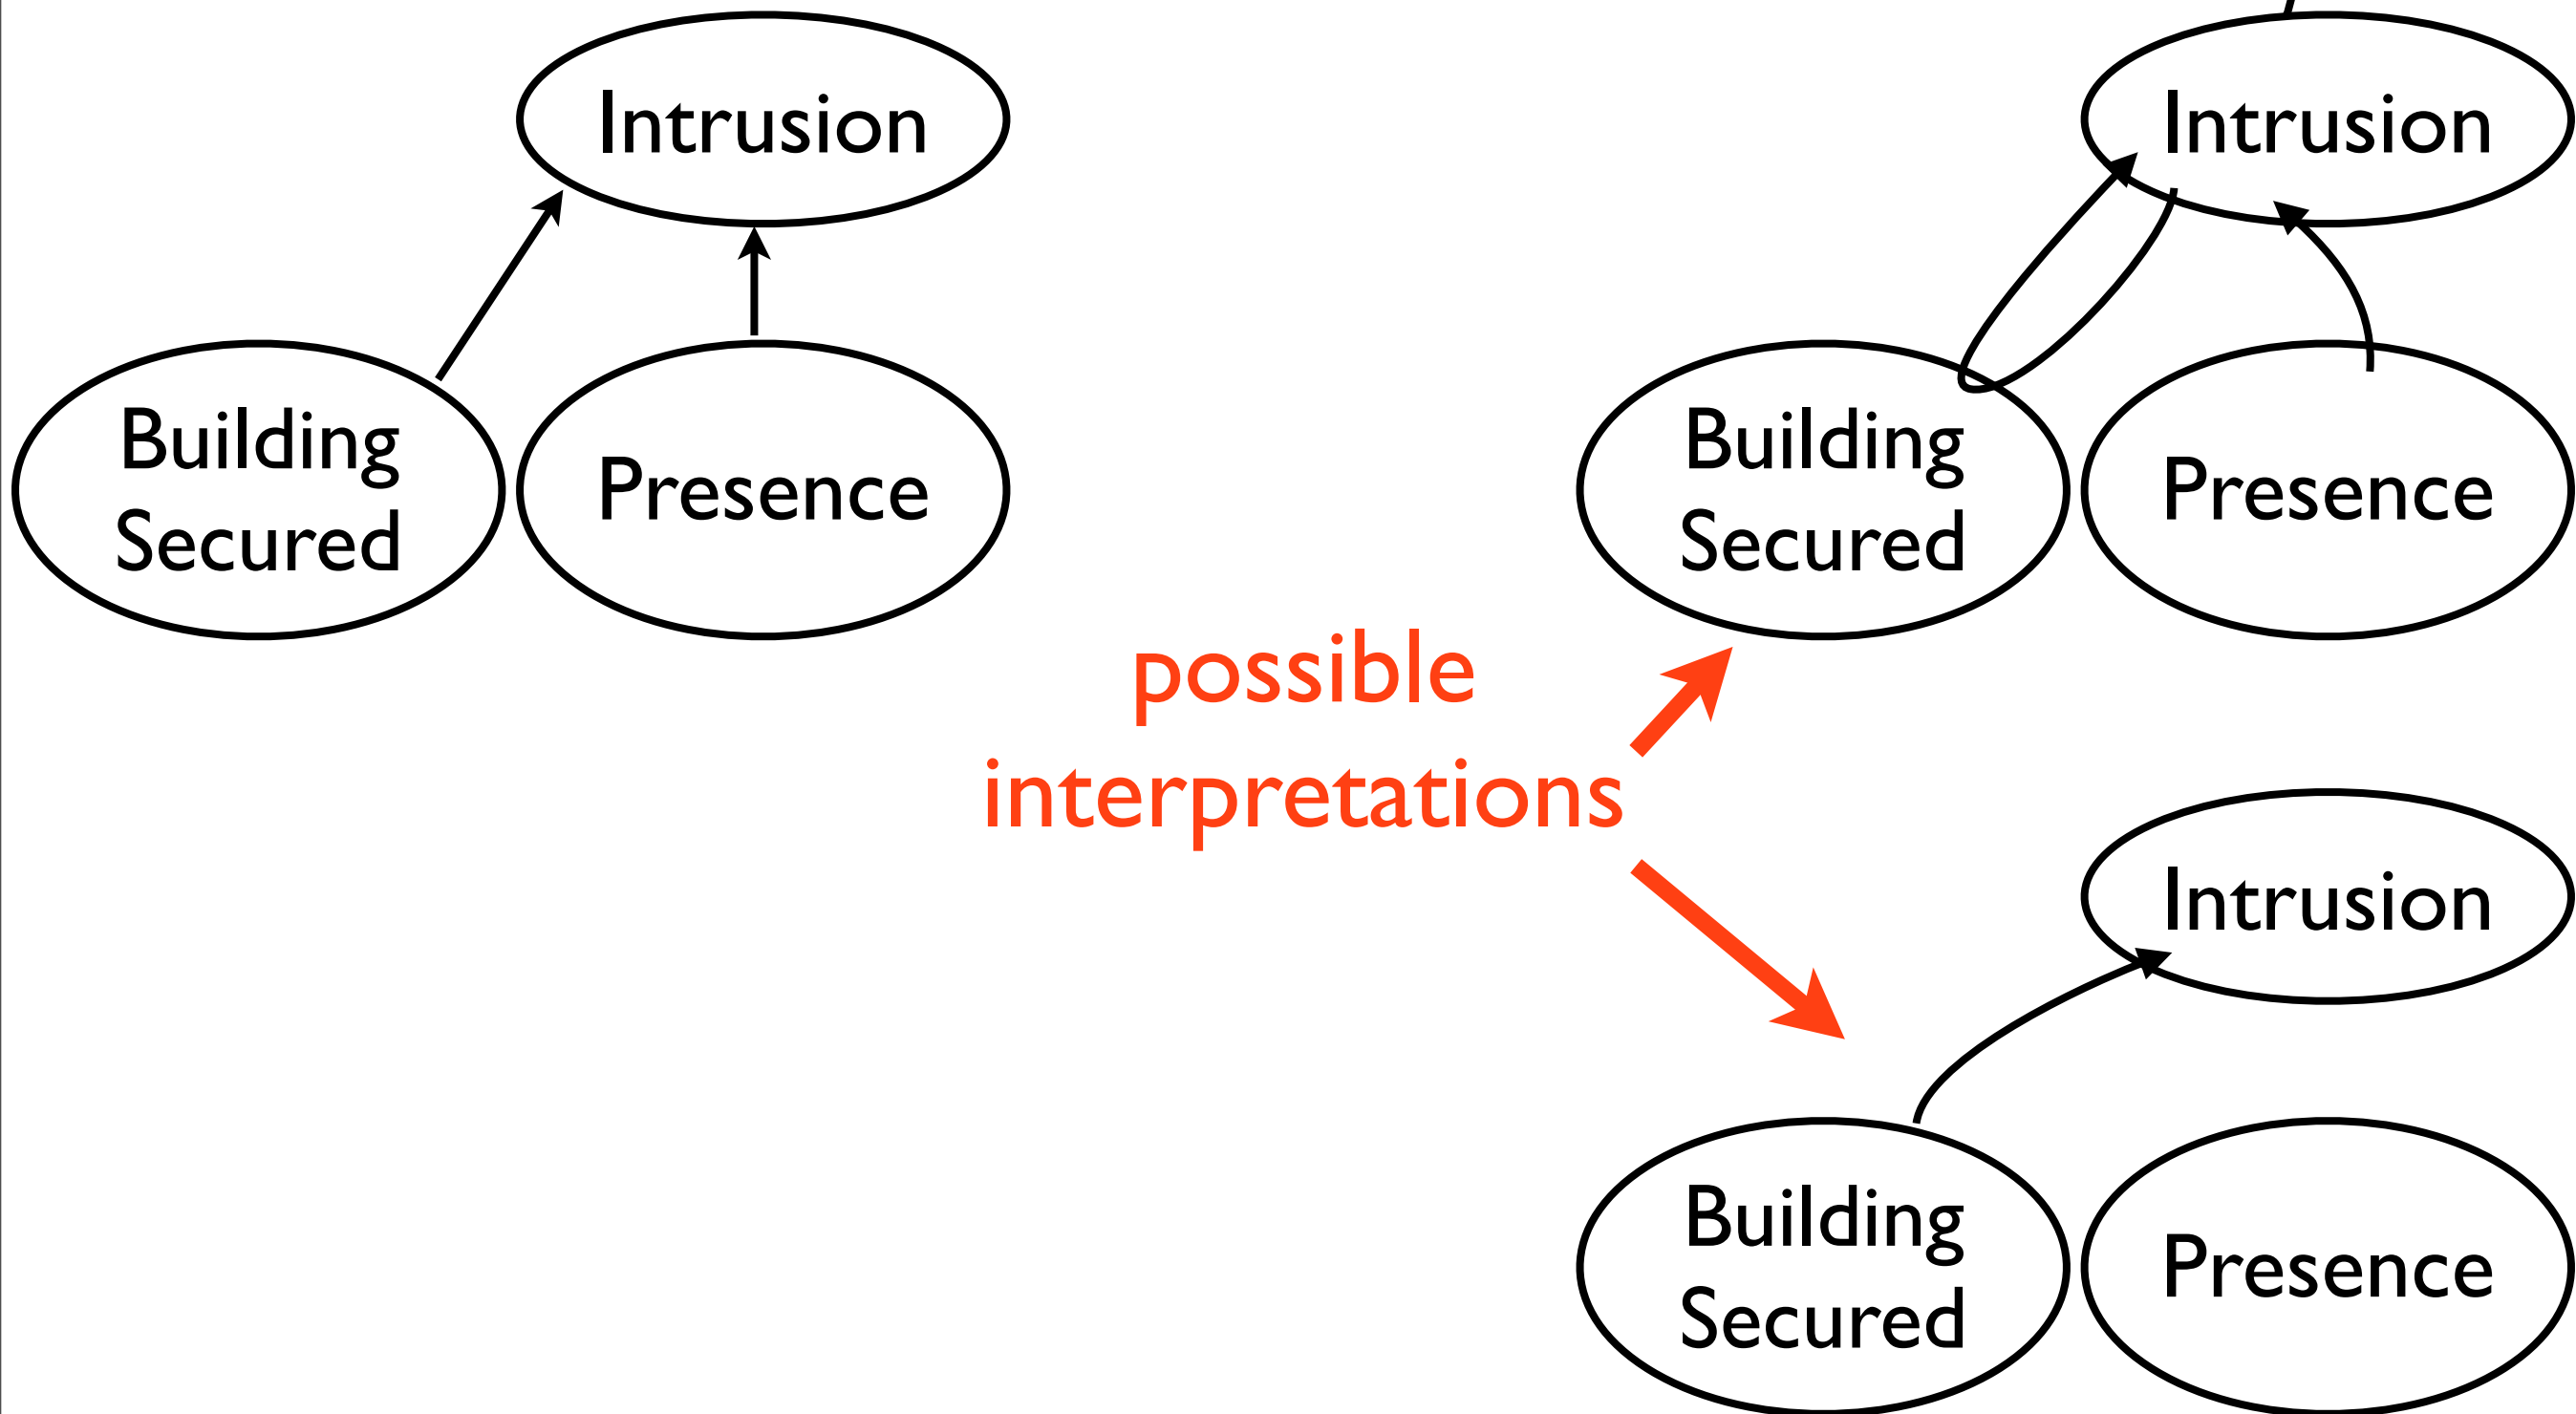 Intrusion
Building
Secured
Presence
possible
interpretations
Intrusion
Building
Secured
Presence
Intrusion
Building
Secured
Presence